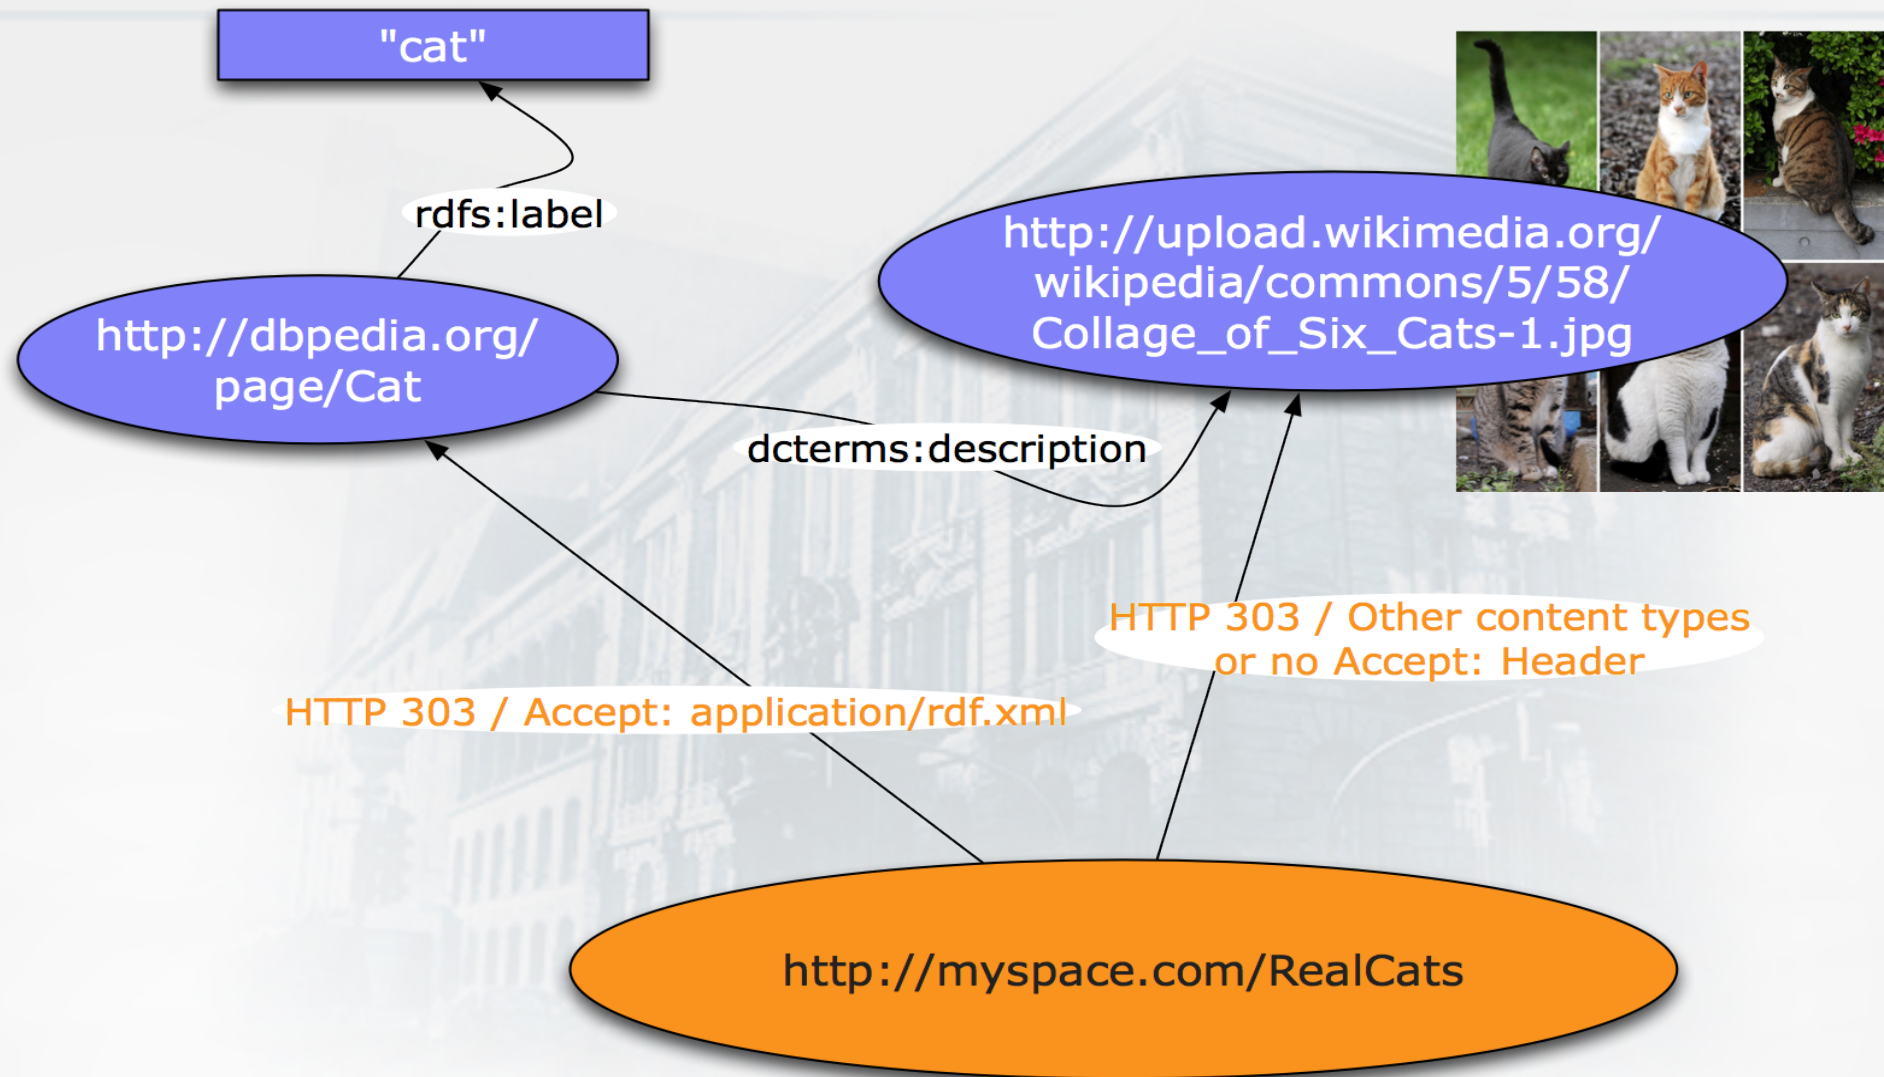 "cat"
rdfs:label
http://upload.wikimedia.org/
wikipedia/commons/5/58/
Collage_of_Six_Cats-1.jpg
http://dbpedia.org/
page/Cat
dcterms:description
HTTP 303 / Other content types
or no Accept: Header
HTTP 303 / Accept: application/rdf.xml
http://myspace.com/RealCats